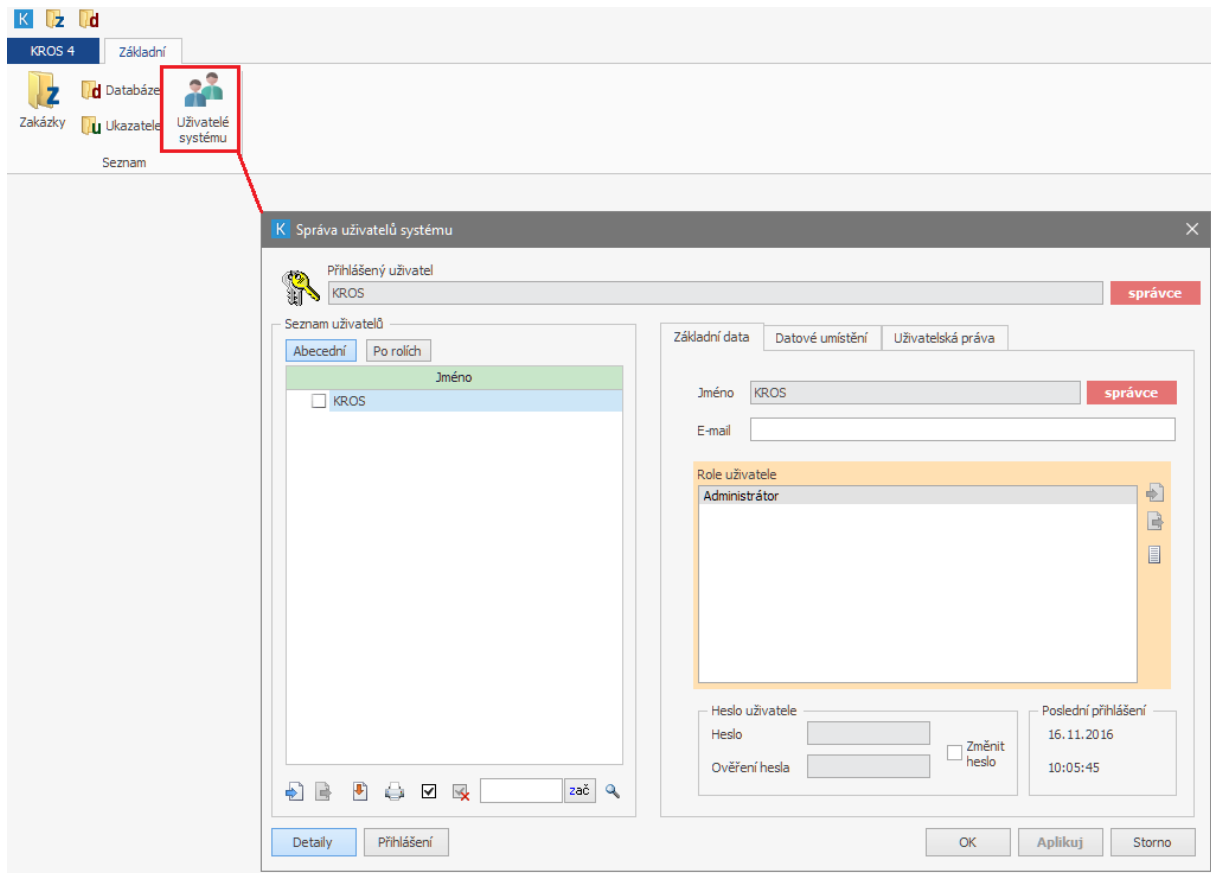 K z d
KROS 4 Základní
z d Databáze
Zakázky u Ukazatele Uživatelé
systému
Seznam
K Správa uživatelů systému
Přihlášený uživatel
KROS správce
Seznam uživatelů
Abecední Po rolích
Jméno
KROS
Základní data Datové umístění Uživatelská práva
Jméno KROS správce
E-mail
Role uživatele
Administrátor
Heslo uživatele
Heslo
Ověření hesla
Změnit
heslo
Poslední přihlášení
16.11.2016
10:05:45
zač
Detaily Přihlášení OK Aplikuj Storno